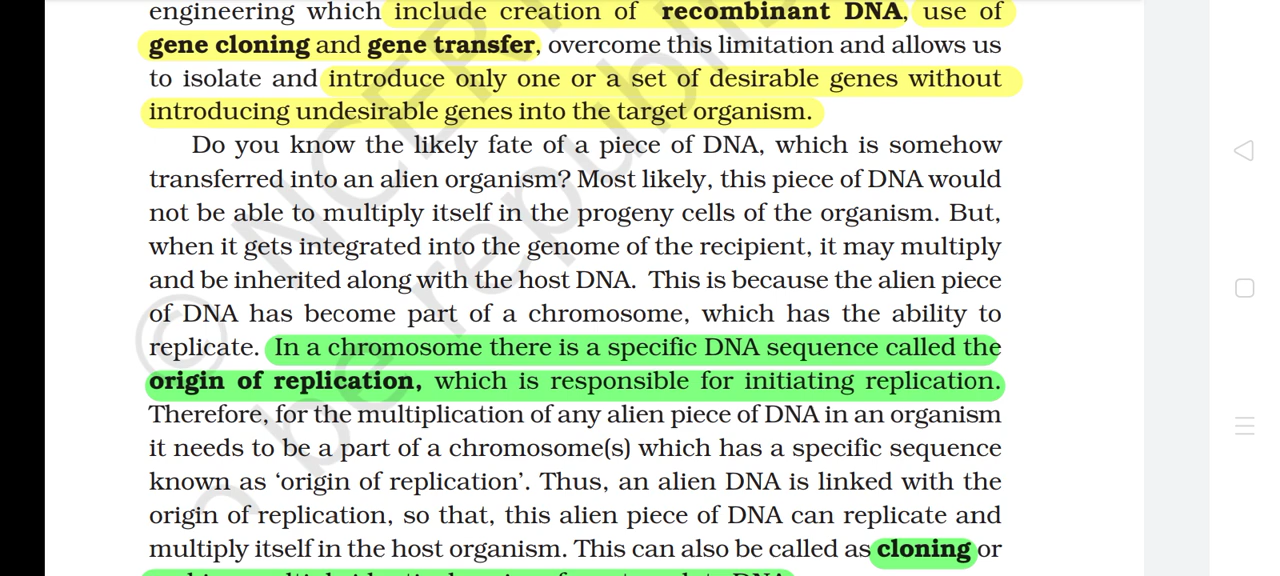 engineering which include creation of recombinant DNA, use of
gene cloning and gene transfer, overcome this limitation and allows us
to isolate and introduce only one or a set of desirable genes without
introducing undesirable genes into the target organism.
Do you know the likely fate of a piece of DNA, which is somehow
transferred into an alien organism? Most likely, this piece of DNA would
not be able to multiply itself in the progeny cells of the organism. But,
when it gets integrated into the genome of the recipient, it may multiply
and be inherited along with the host DNA. This is because the alien piece
of DNA has become part of a chromosome, which has the ability to
replicate. In a chromosome there is a specific DNA sequence called the
origin of replication, which is responsible for initiating replication.
Therefore, for the multiplication of any alien piece of DNA in an organism
it needs to be a part of a chromosome(s) which has a specific sequence
known as ‘origin of replication’. Thus, an alien DNA is linked with the
origin of replication, so that, this alien piece of DNA can replicate and
multiply itself in the host organism. This can also be called as cloning or